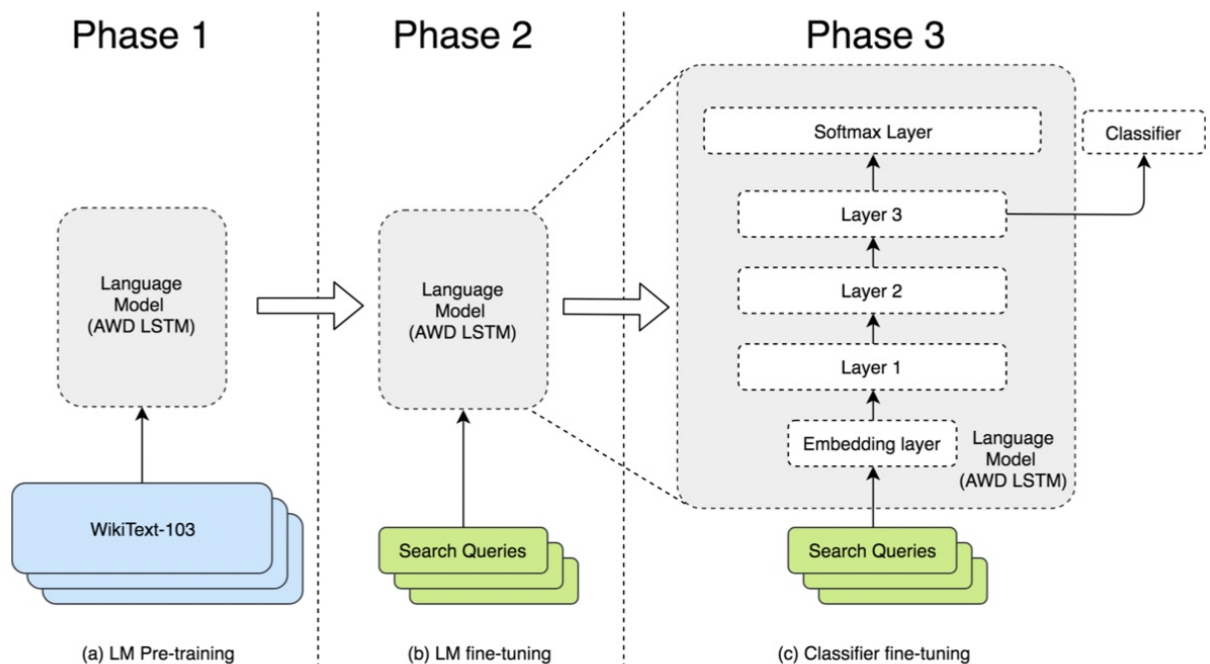 Phase 1
Phase 2
Phase 3
Language
Model
(AWD LSTM)
WikiText-103
(a) LM Pre-training
Language
Model
(AWD LSTM)
Search Queries
(b) LM fine-tuning
Softmax Layer
Classifier
Layer 3
Layer 2
Layer 1
Embedding layer
Language
Model
(AWD LSTM)
Search Queries
(c) Classifier fine-tuning